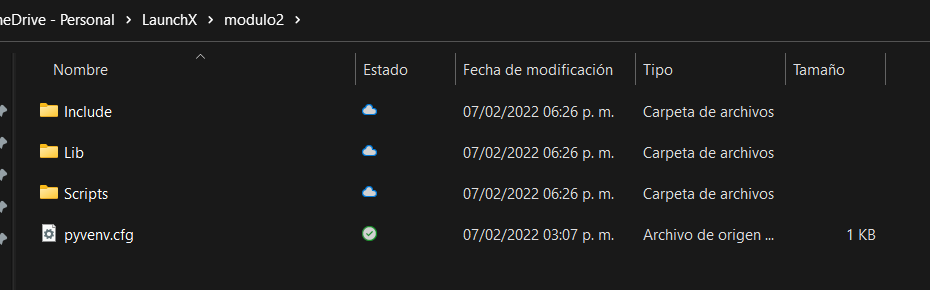 neDrive - Personal > LaunchX > modulo2 >
Nombre Estado Fecha de modificación Tipo Tamaño
Include 07/02/2022 06:26 p. m. Carpeta de archivos
Lib 07/02/2022 06:26 p. m. Carpeta de archivos
Scripts 07/02/2022 06:26 p. m. Carpeta de archivos
pyvenv.cfg 07/02/2022 03:07 p. m. Archivo de origen ... 1 KB